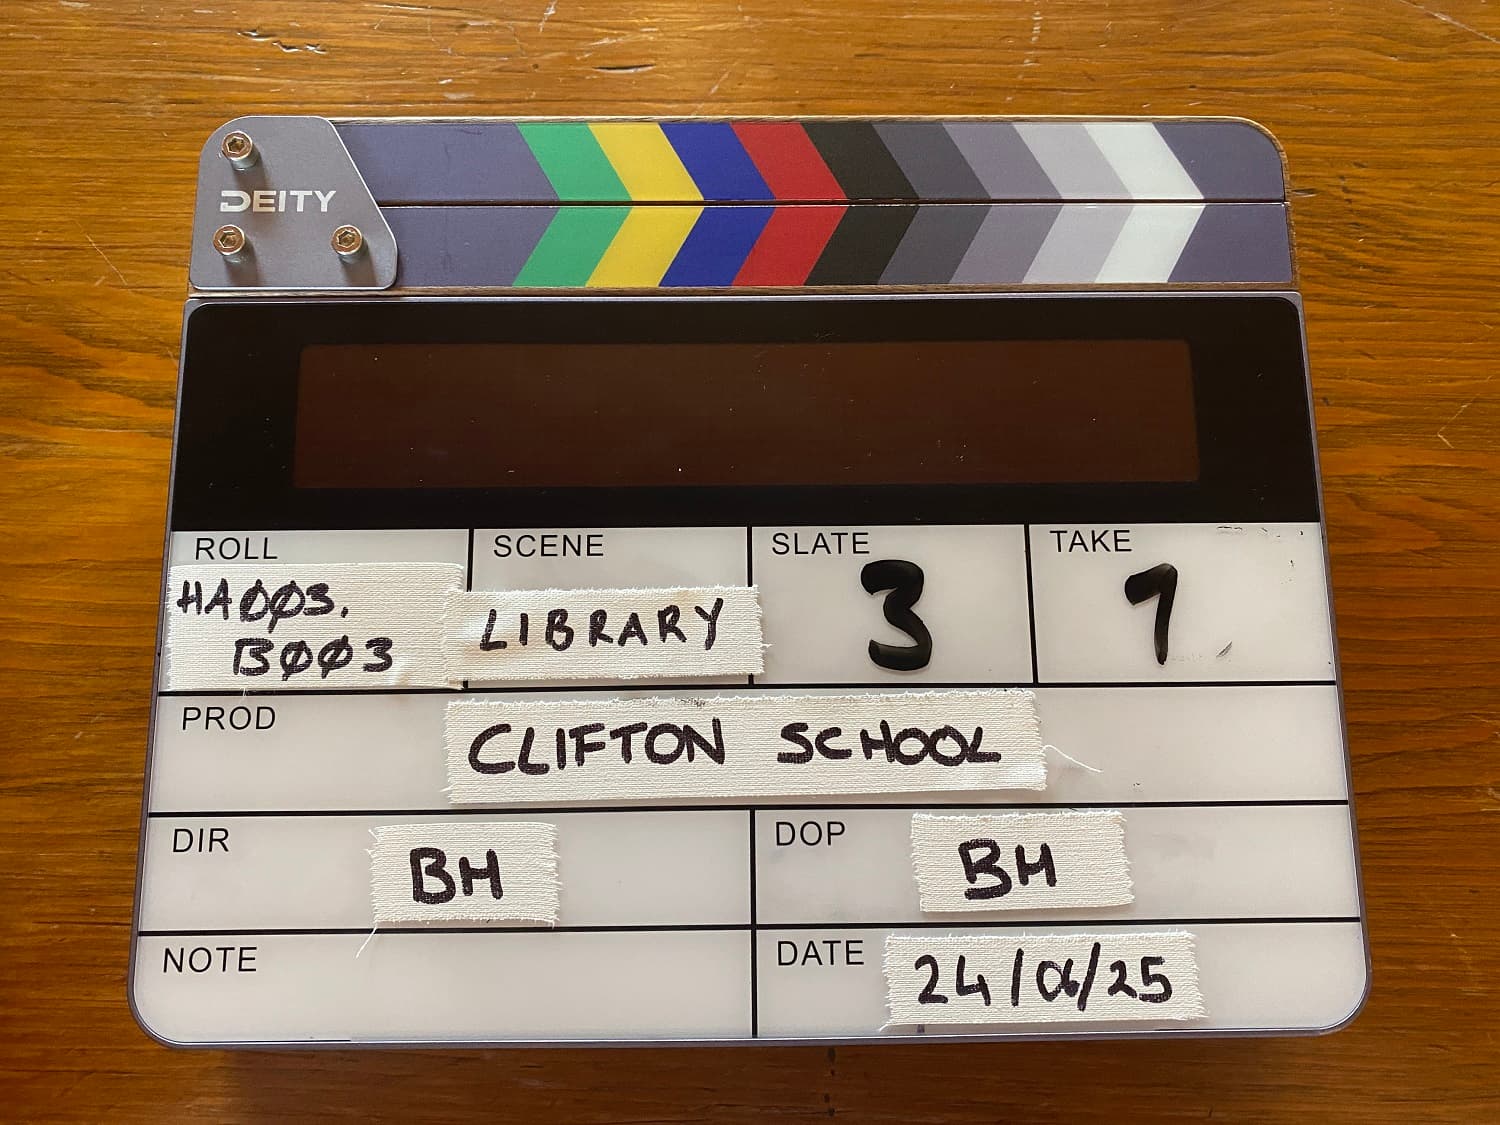 DEITY
ROLL
HA003.
B003
SCENE
LIBRARY
SLATE
3
TAKE
1
PROD
CLIFTON SCHOOL
DIR
BH
DOP
BH
NOTE
DATE
24/06/25